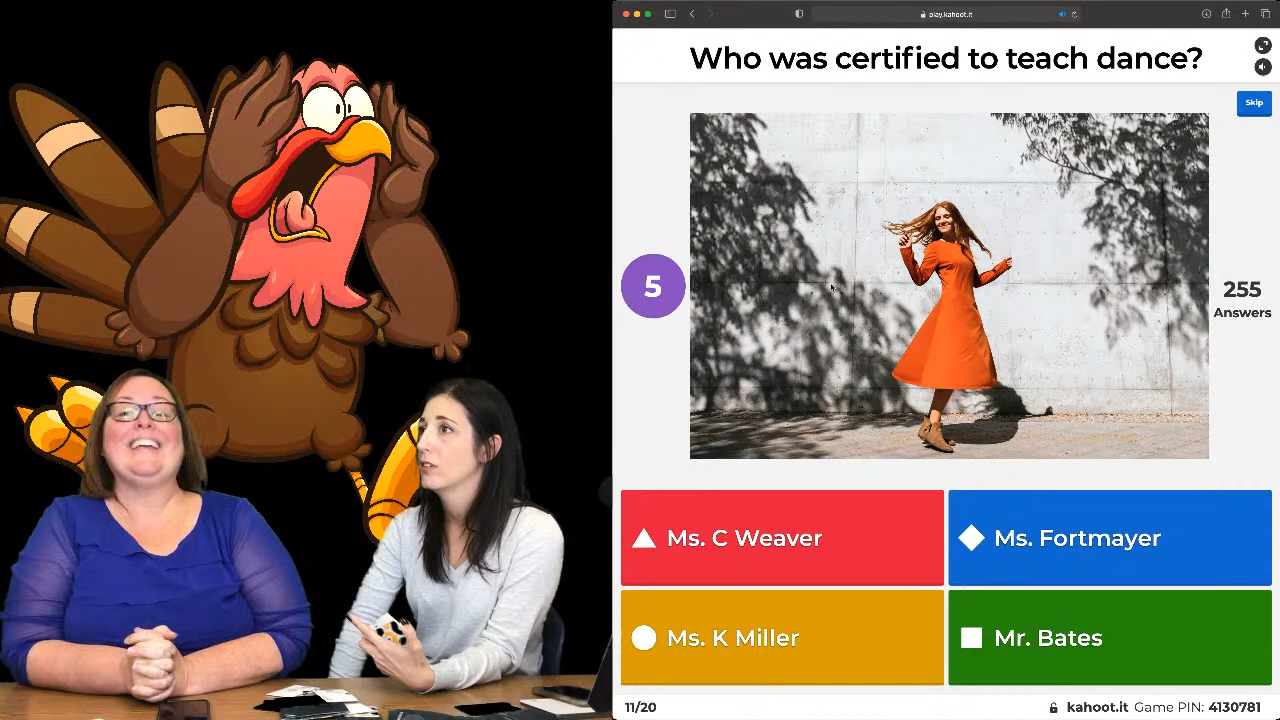 play.kahoot.it
Who was certified to teach dance?
Skip
5
255
Answers
Ms. C Weaver
Ms. Fortmayer
Ms. K Miller
Mr. Bates
11/20
kahoot.it Game PIN: 4130781